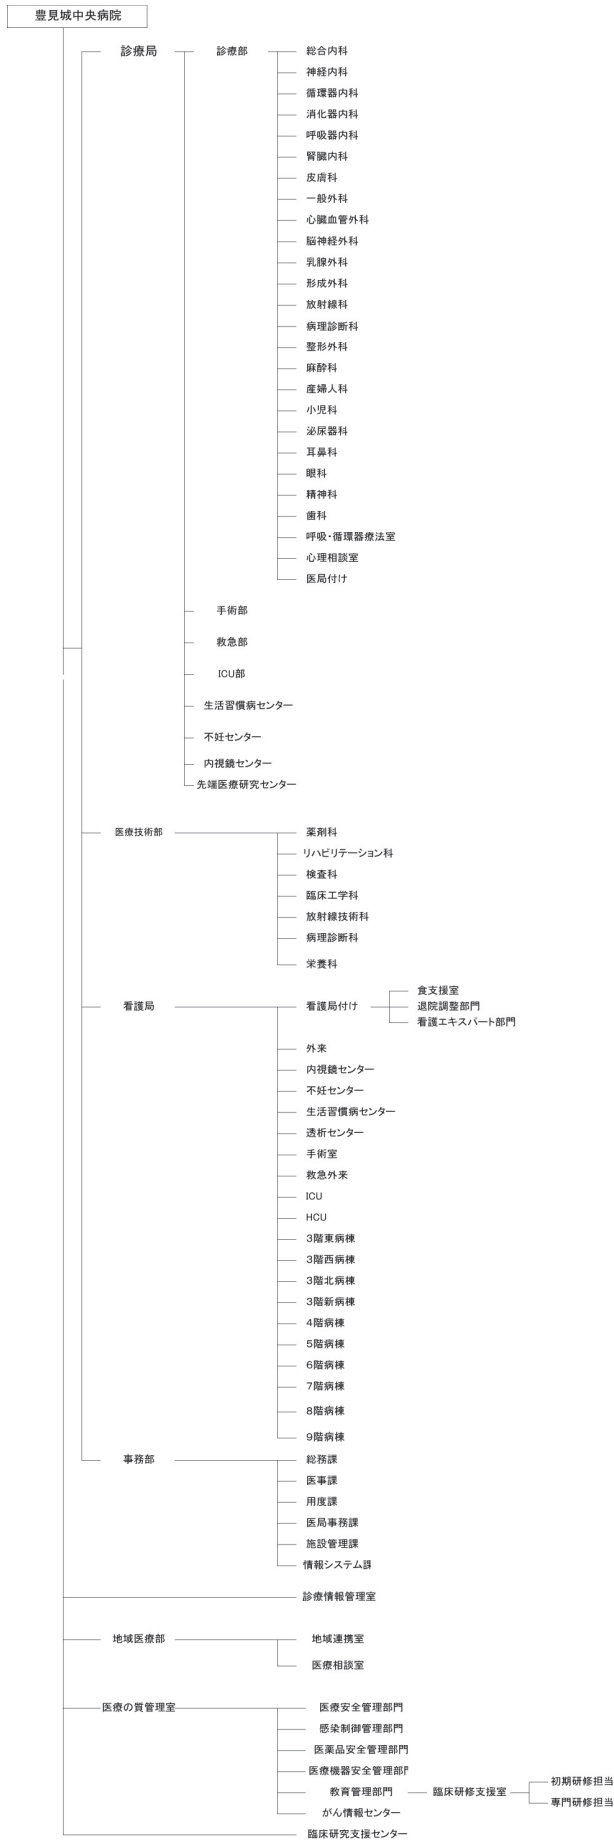 豊見城中央病院
診療局
診療部
総合内科
神経内科
循環器内科
消化器内科
呼吸器内科
腎臓内科
皮膚科
一般外科
心臓血管外科
脳神経外科
乳腺外科
形成外科
放射線科
病理診断科
整形外科
麻酔科
産婦人科
小児科
泌尿器科
耳鼻科
眼科
精神科
歯科
呼吸・循環器療法室
心理相談室
医局付け
手術部
救急部
ICU部
生活習慣病センター
不妊センター
内視鏡センター
先端医療研究センター
医療技術部
薬剤科
リハビリテーション科
検査科
臨床工学科
放射線技術科
病理診断科
栄養科
看護局
看護局付け
食支援室
退院調整部門
看護エキスパート部門
外来
内視鏡センター
不妊センター
生活習慣病センター
透析センター
手術室
救急外来
ICU
HCU
3階東病棟
3階西病棟
3階北病棟
3階新病棟
4階病棟
5階病棟
6階病棟
7階病棟
8階病棟
9階病棟
事務部
総務課
医事課
用度課
医局事務課
施設管理課
情報システム課
診療情報管理室
地域医療部
地域連携室
医療相談室
医療の質管理室
医療安全管理部門
感染制御管理部門
医薬品安全管理部門
医療機器安全管理部門
教育管理部門
臨床研修支援室
初期研修担当
専門研修担当
がん情報センター
臨床研究支援センター